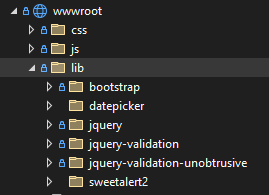 wwwroot
css
js
lib
bootstrap
datepicker
jquery
jquery-validation
jquery-validation-unobtrusive
sweetalert2